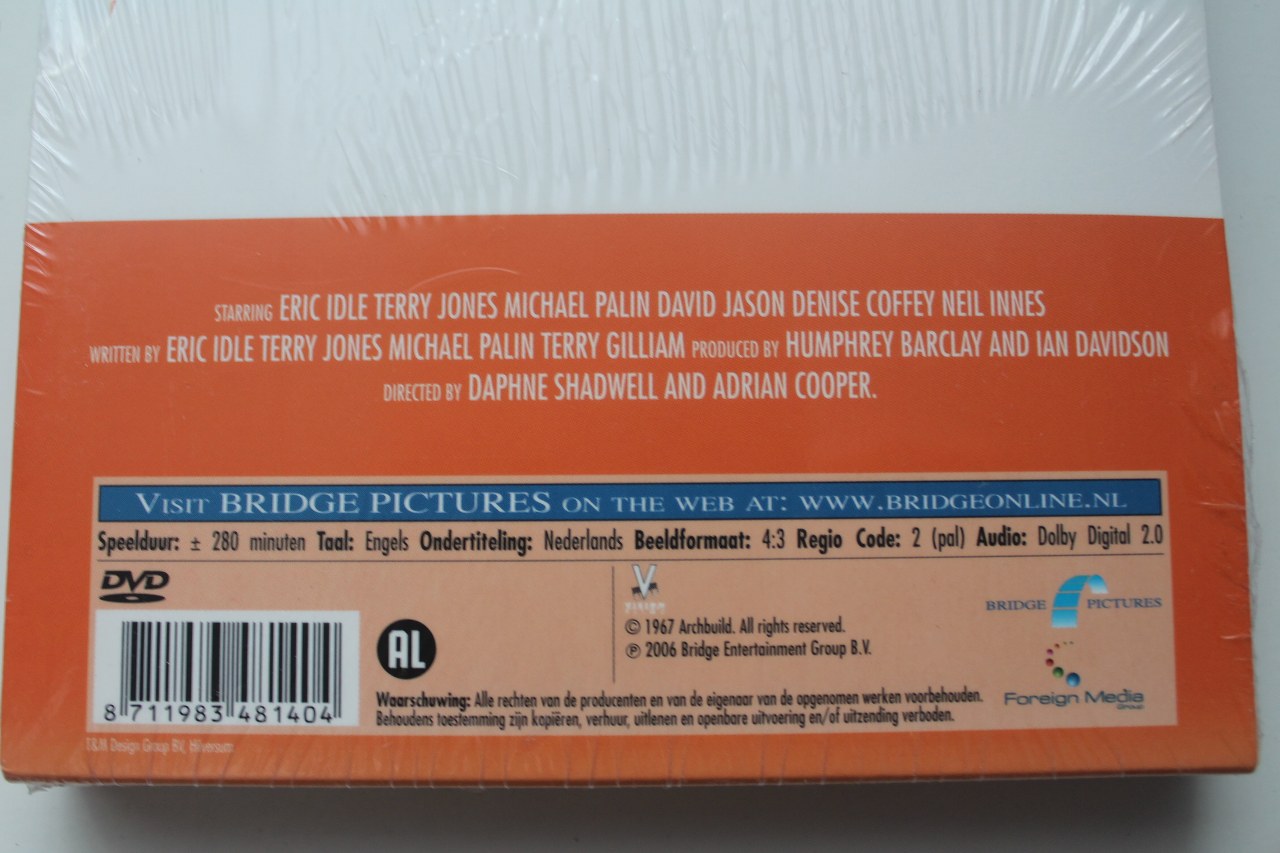 STARRING ERIC IDLE TERRY JONES MICHAEL PALIN DAVID JASON DENISE COFFEY NEIL INNES
WRITTEN BY ERIC IDLE TERRY JONES MICHAEL PALIN TERRY GILLIAM PRODUCED BY HUMPHREY BARCLAY AND IAN DAVIDSON
DIRECTED BY DAPHNE SHADWELL AND ADRIAN COOPER.
VISIT BRIDGE PICTURES ON THE WEB AT: WWW.BRIDGEONLINE.NL
Speelduur: ± 280 minuten Taal: Engels Ondertiteling: Nederlands Beeldformaat: 4:3 Regio Code: 2 (pal) Audio: Dolby Digital 2.0
DVD
AL
V
VISION
© 1967 Archbuild. All rights reserved.
℗ 2006 Bridge Entertainment Group B.V.
BRIDGE PICTURES
Foreign Media
Group
8 711983 481404
Waarschuwing: Alle rechten van de producenten en van de eigenaar van de opgenomen werken voorbehouden.
Behoudens toestemming zijn kopiëren, verhuur, uitlenen en openbare uitvoering en/of uitzending verboden.
T&M Design Group BV, Hilversum